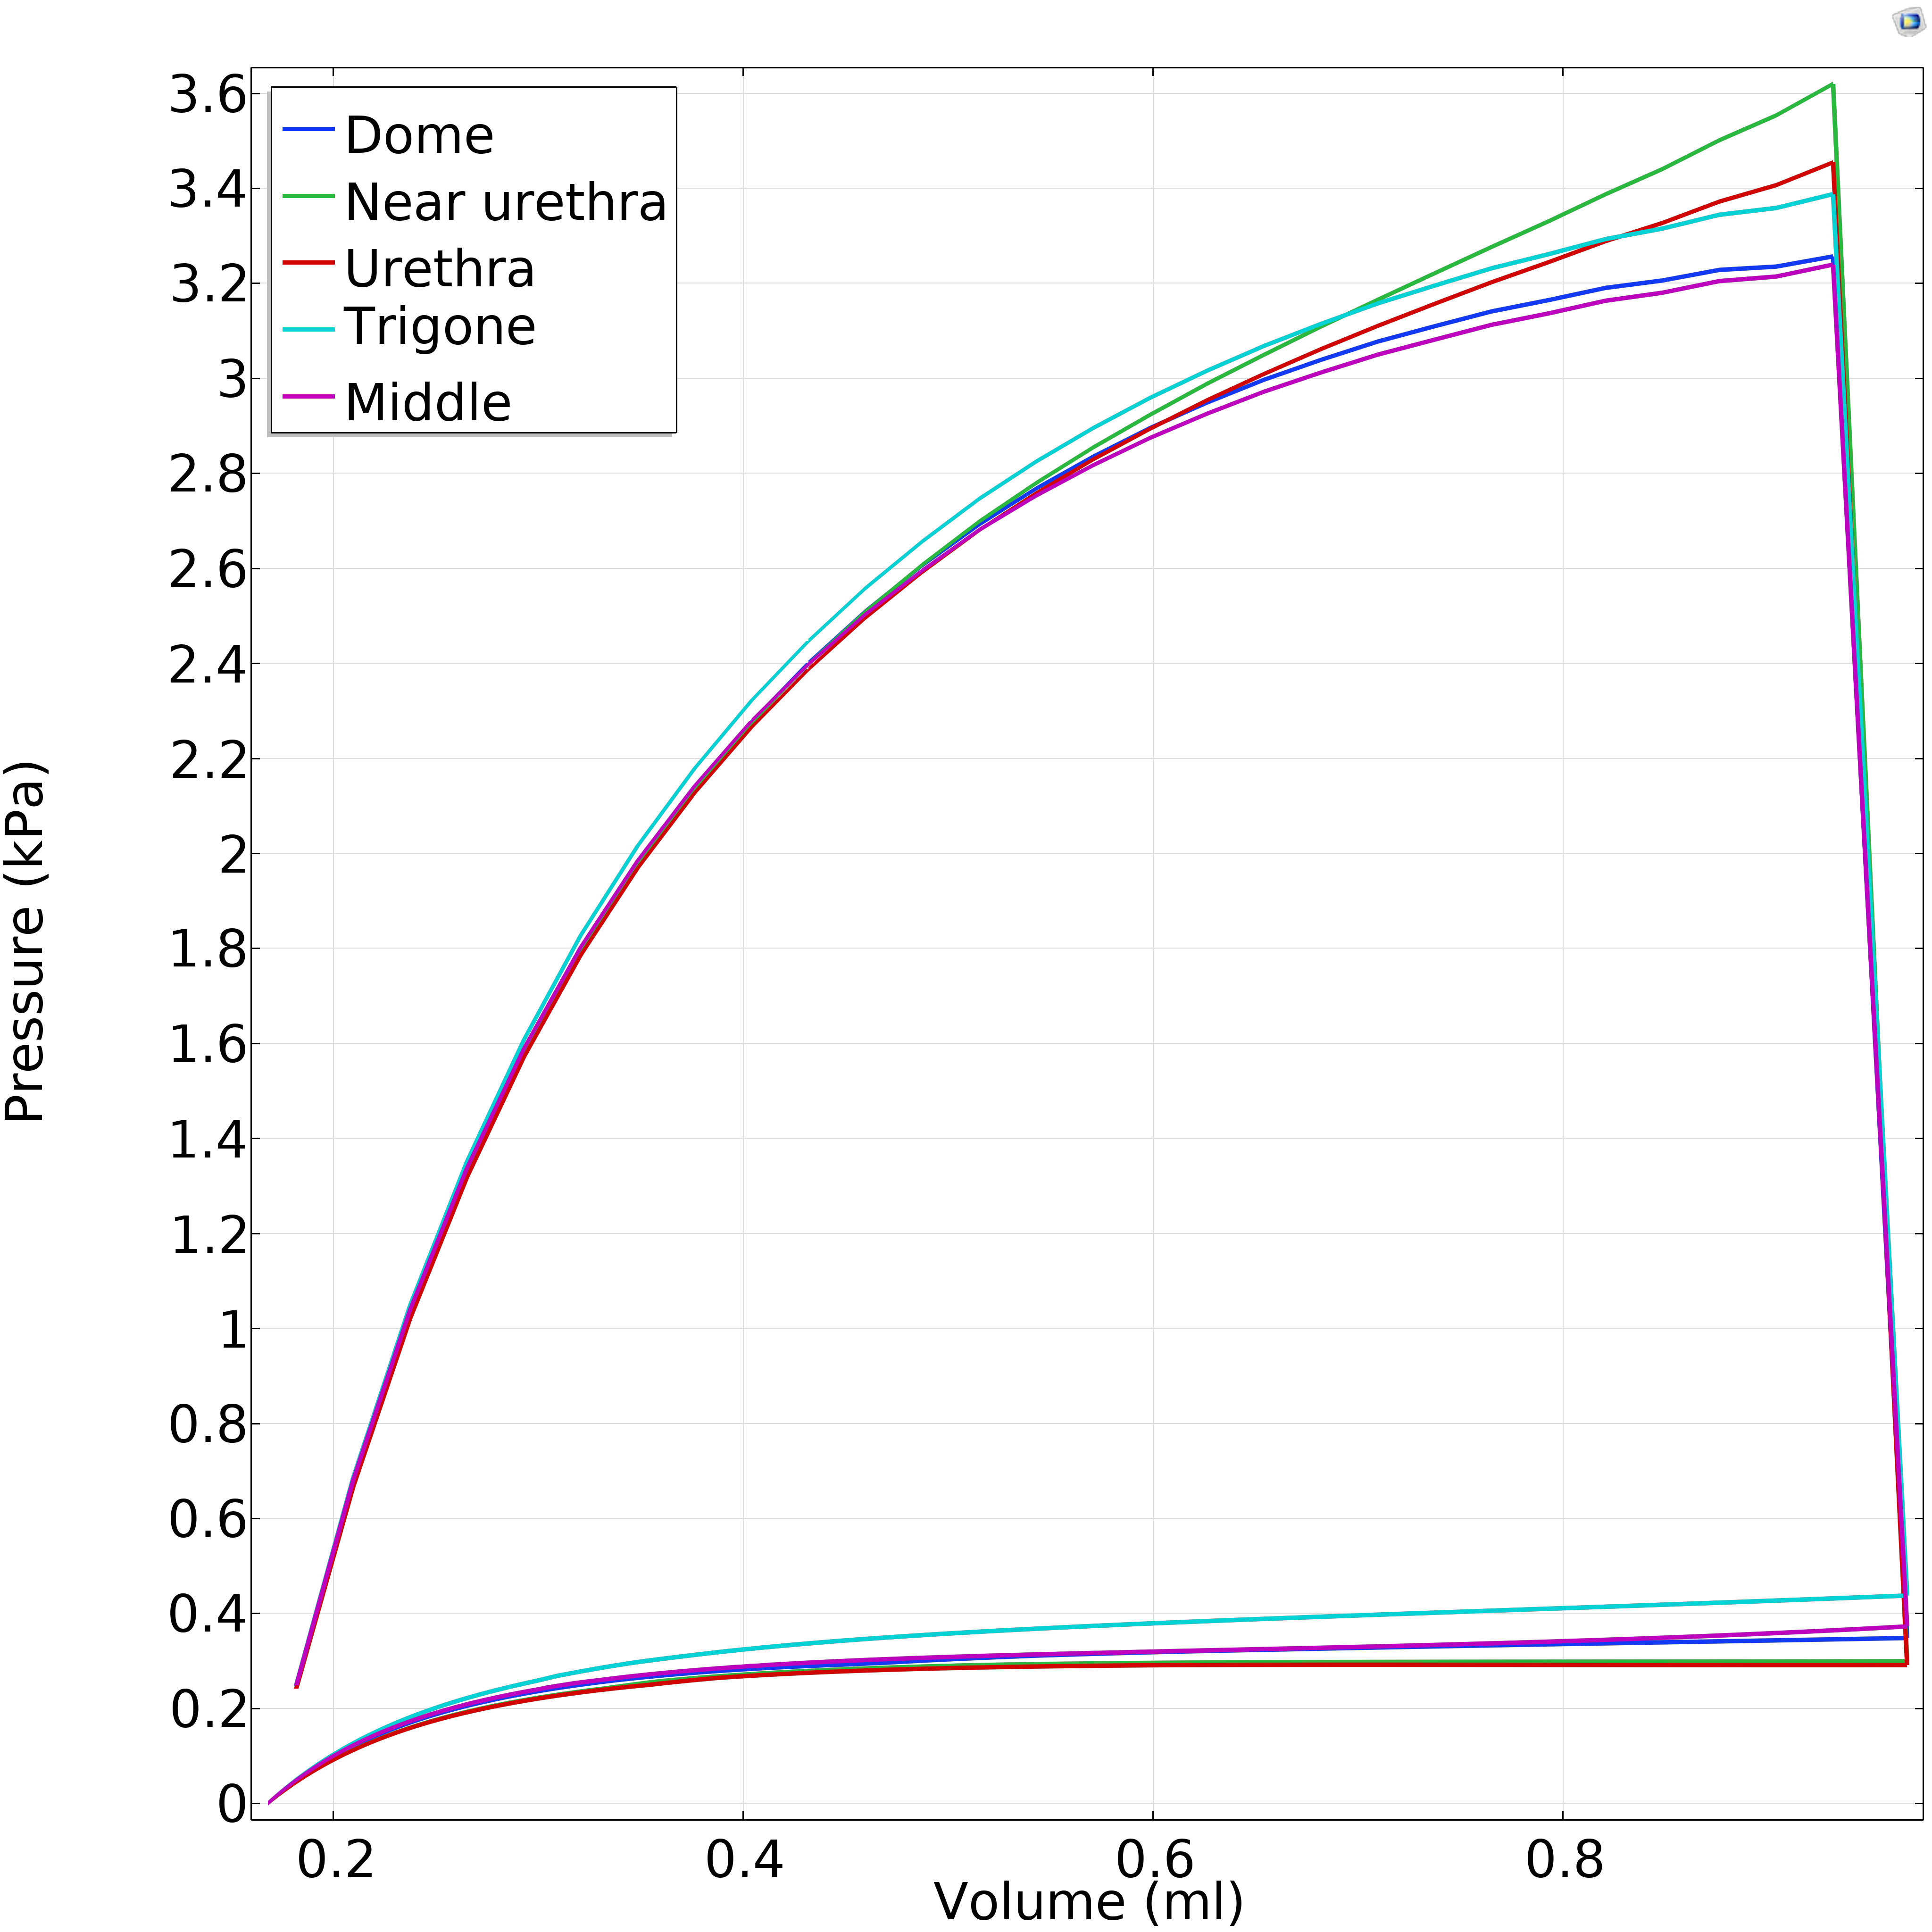 3.6
3.4
3.2
3
2.8
2.6
2.4
2.2
2
1.8
1.6
1.4
1.2
1
0.8
0.6
0.4
0.2
0
Pressure (kPa)
Dome
Near urethra
Urethra
Trigone
Middle
0.2 0.4 0.6 0.8
Volume (ml)